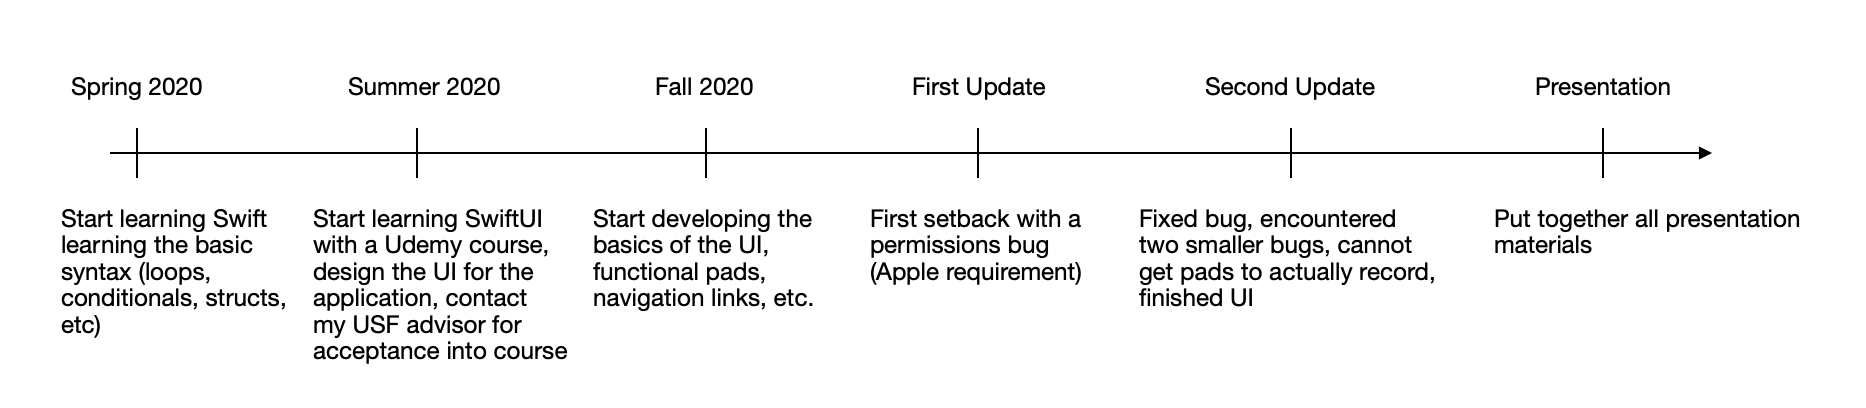 Spring 2020
Summer 2020
Fall 2020
First Update
Second Update
Presentation
Start learning Swift
learning the basic
syntax (loops,
conditionals, structs,
etc)
Start learning SwiftUI
with a Udemy course,
design the UI for the
application, contact
my USF advisor for
acceptance into course
Start developing the
basics of the UI,
functional pads,
navigation links, etc.
First setback with a
permissions bug
(Apple requirement)
Fixed bug, encountered
two smaller bugs, cannot
get pads to actually record,
finished UI
Put together all presentation
materials